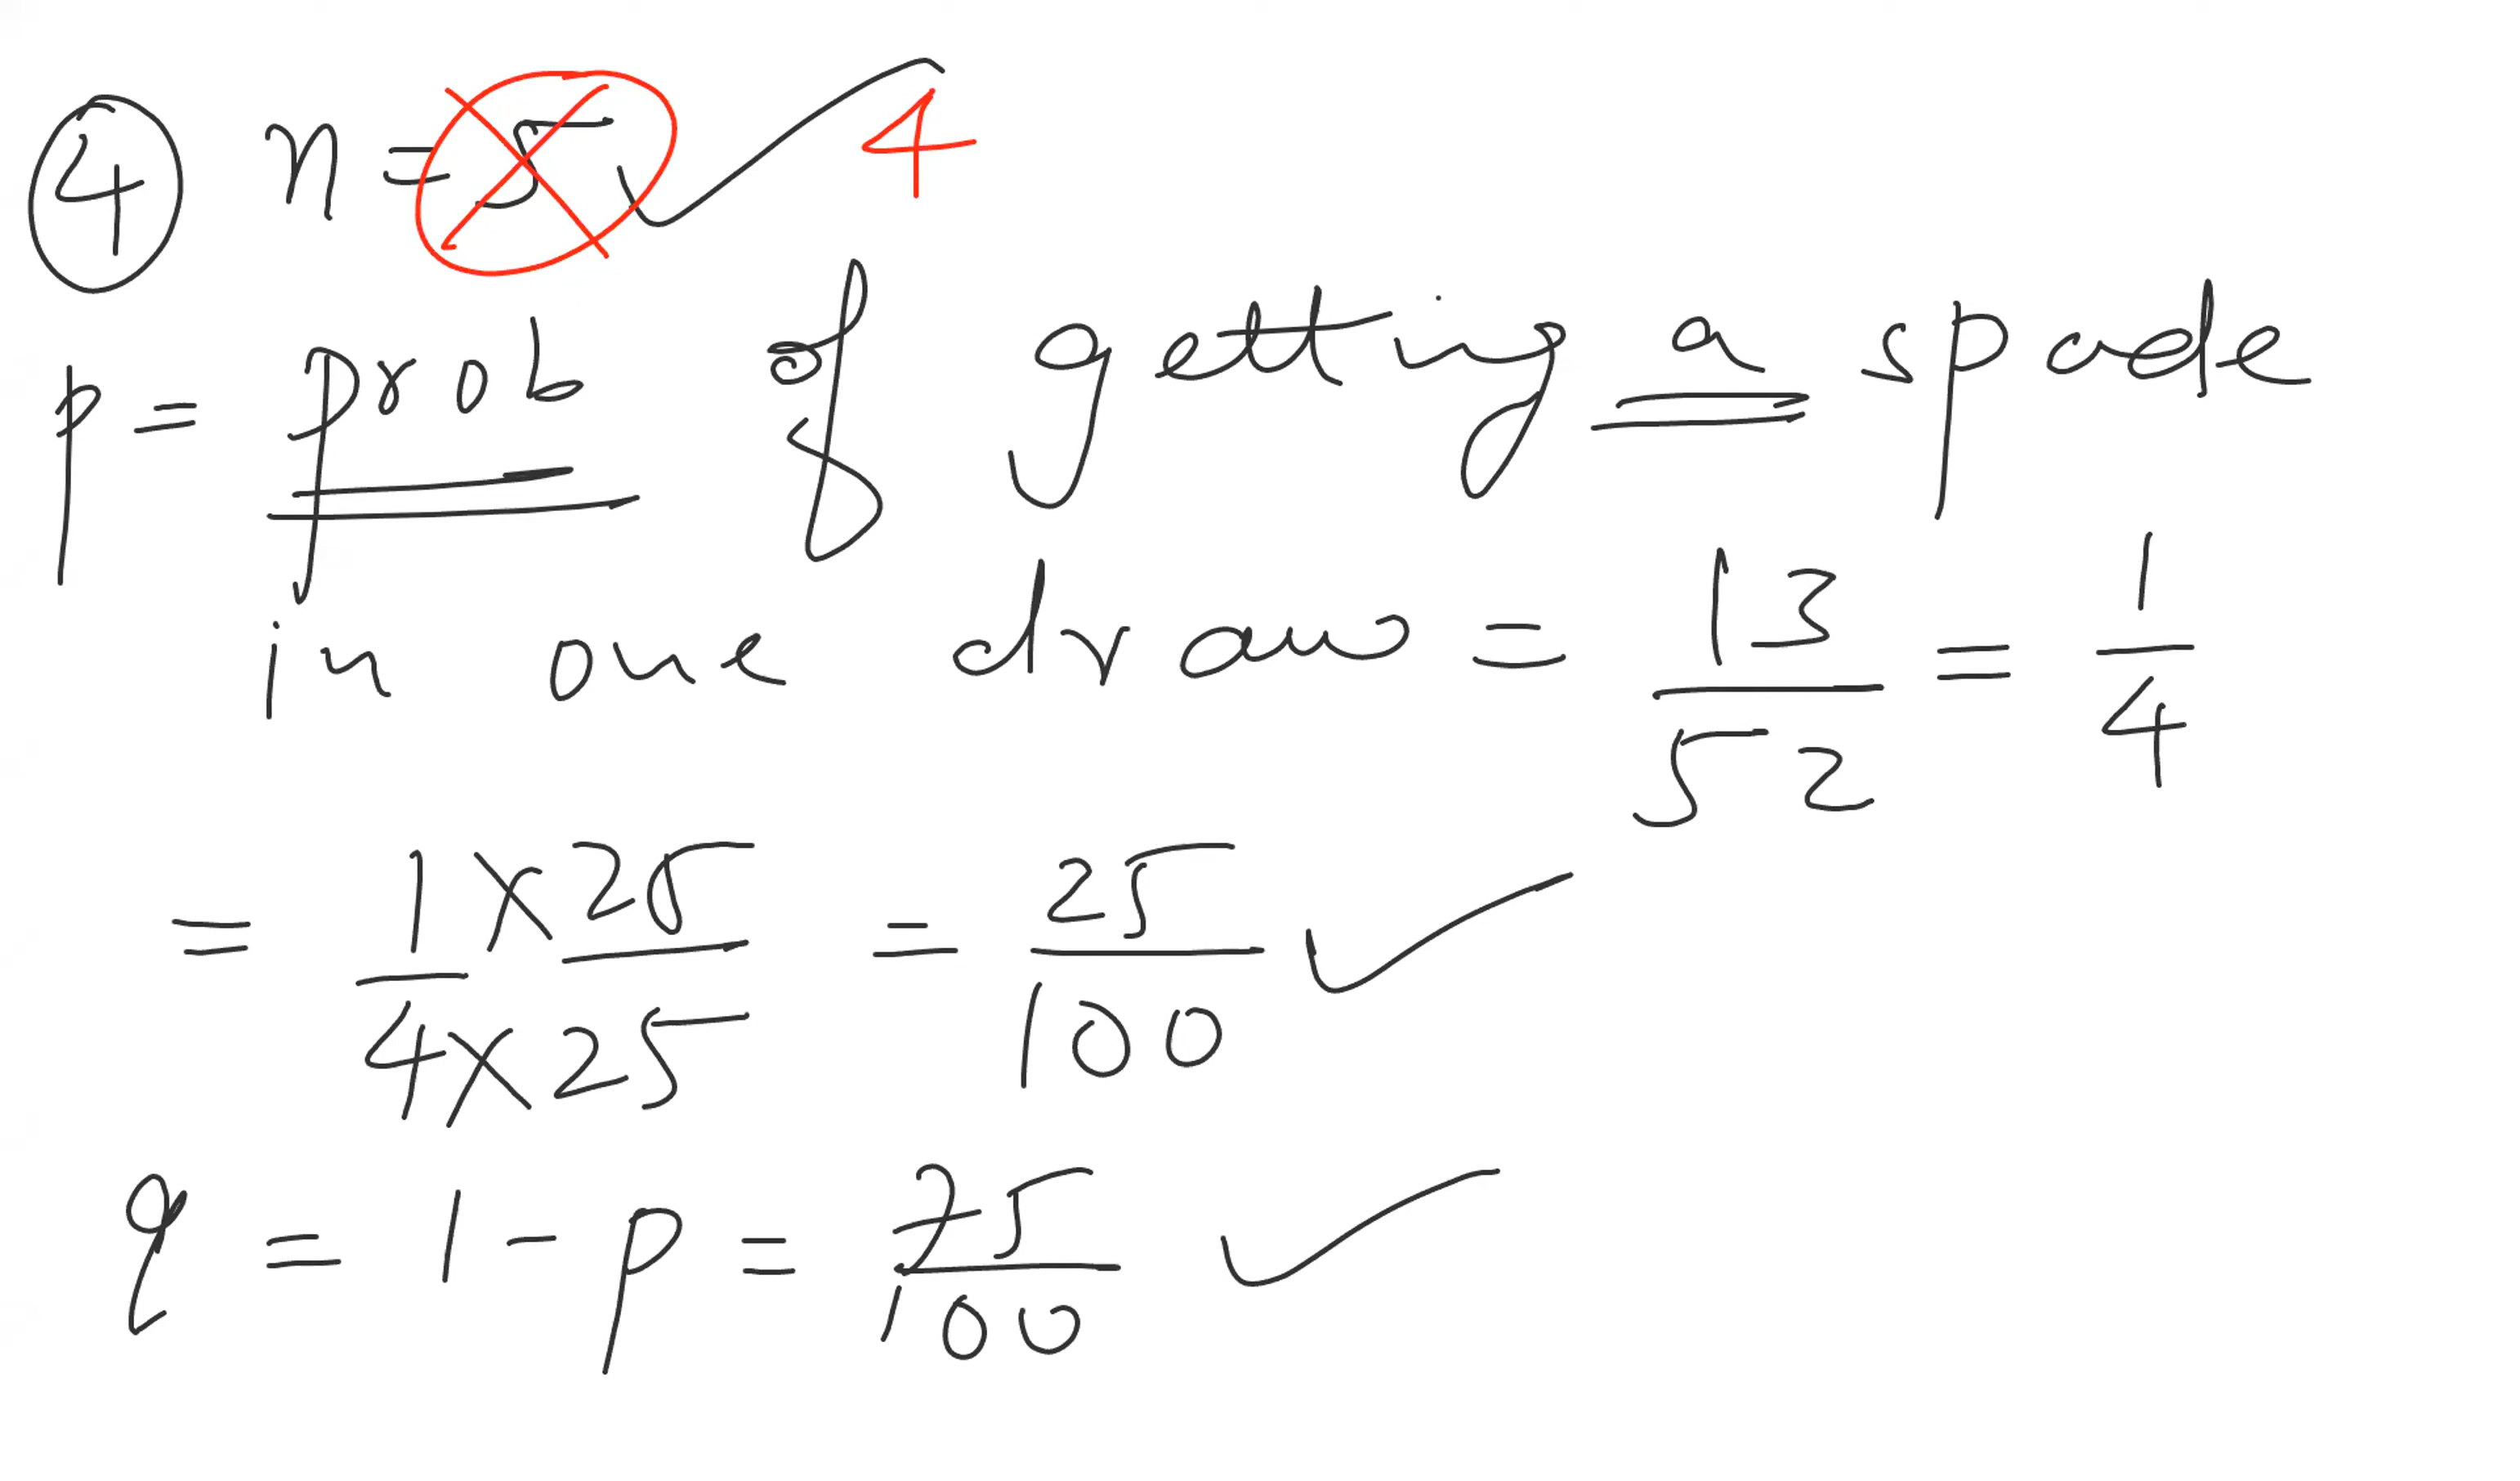 4 n = 5 4
p = prob of getting a spade
in one draw = 13/52 = 1/4
= 1×25/4×25 = 25/100
q = 1 - p = 75/100